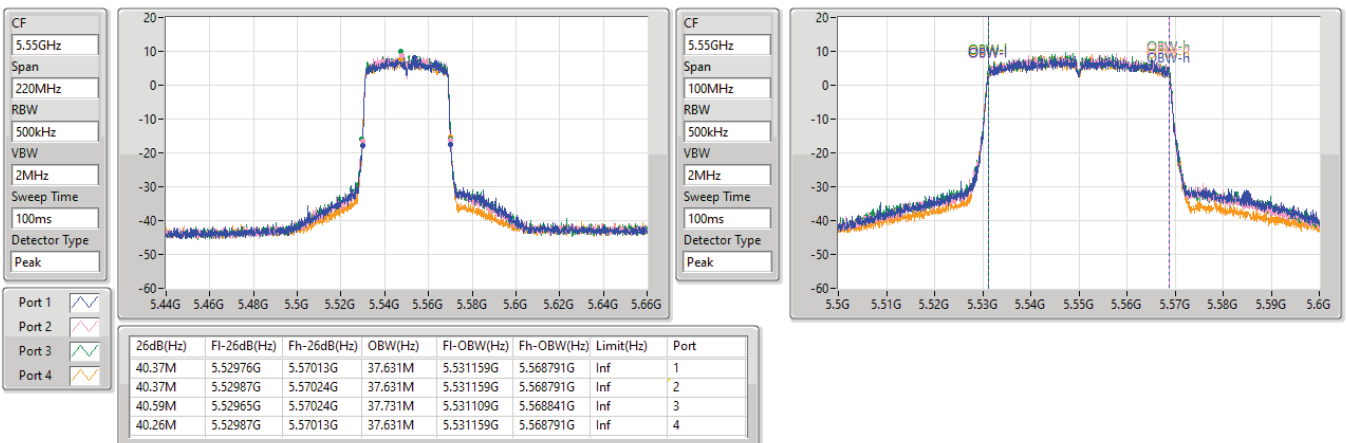 CF
5.55GHz
Span
220MHz
RBW
500kHz
VBW
2MHz
Sweep Time
100ms
Detector Type
Peak
20
10
0
-10
-20
-30
-40
-50
-60
5.44G 5.46G 5.48G 5.5G 5.52G 5.54G 5.56G 5.58G 5.6G 5.62G 5.64G 5.66G
CF
5.55GHz
Span
100MHz
RBW
500kHz
VBW
2MHz
Sweep Time
100ms
Detector Type
Peak
20
10
0
-10
-20
-30
-40
-50
-60
OBW-l
OBW-h
OBW-h
5.5G 5.51G 5.52G 5.53G 5.54G 5.55G 5.56G 5.57G 5.58G 5.59G 5.6G
Port 1
Port 2
Port 3
Port 4
26dB(Hz) Fl-26dB(Hz) Fh-26dB(Hz) OBW(Hz) Fl-OBW(Hz) Fh-OBW(Hz) Limit(Hz) Port
40.37M 5.52976G 5.57013G 37.631M 5.531159G 5.568791G Inf 1
40.37M 5.52987G 5.57024G 37.631M 5.531159G 5.568791G Inf 2
40.59M 5.52965G 5.57024G 37.731M 5.531109G 5.568841G Inf 3
40.26M 5.52987G 5.57013G 37.631M 5.531159G 5.568791G Inf 4